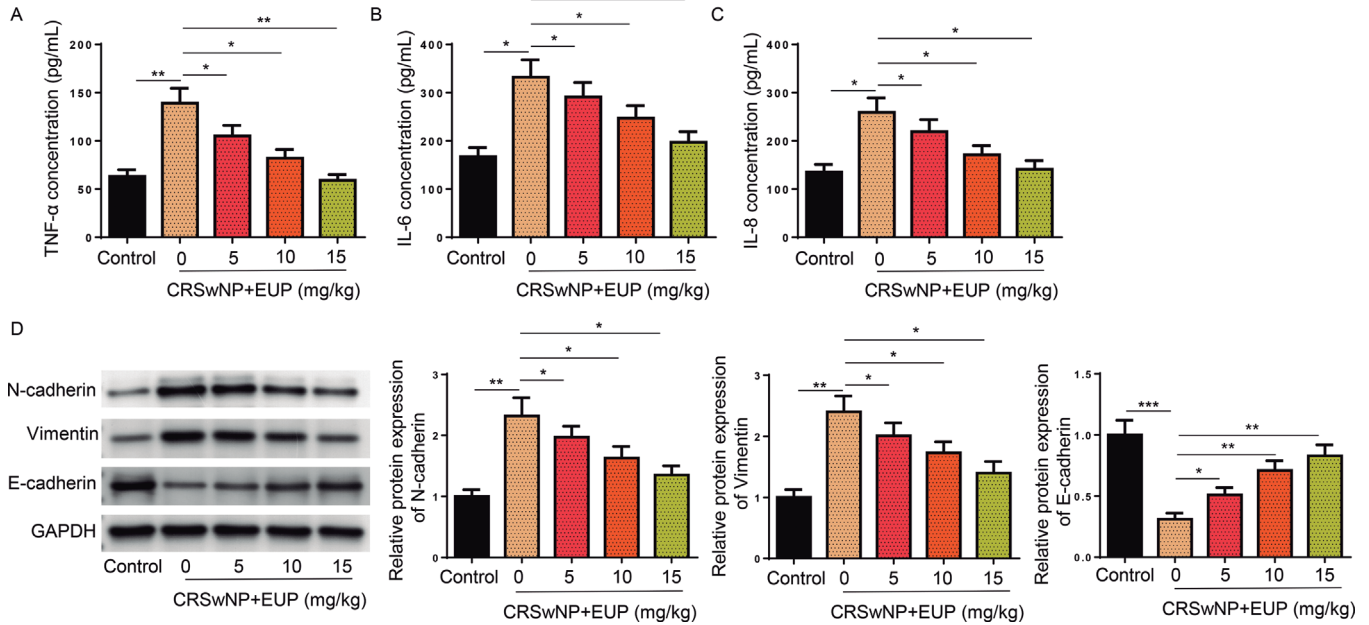 A
TNF-α concentration (pg/mL)
200
150
100
50
0
**
*
*
**
Control
0
5
10
15
CRSwNP+EUP (mg/kg)
B
IL-6 concentration (pg/mL)
400
300
200
100
0
*
*
*
Control
0
5
10
15
CRSwNP+EUP (mg/kg)
C
IL-8 concentration (pg/mL)
400
300
200
100
0
*
*
*
*
Control
0
5
10
15
CRSwNP+EUP (mg/kg)
D
N-cadherin
Vimentin
E-cadherin
GAPDH
Control
0
5
10
15
CRSwNP+EUP (mg/kg)
Relative protein expression
of N-cadherin
3
2
1
0
**
*
*
*
Control
0
5
10
15
CRSwNP+EUP (mg/kg)
Relative protein expression
of Vimentin
3
2
1
0
**
*
*
*
Control
0
5
10
15
CRSwNP+EUP (mg/kg)
Relative protein expression
of E-cadherin
1.5
1.0
0.5
0.0
***
*
**
**
Control
0
5
10
15
CRSwNP+EUP (mg/kg)